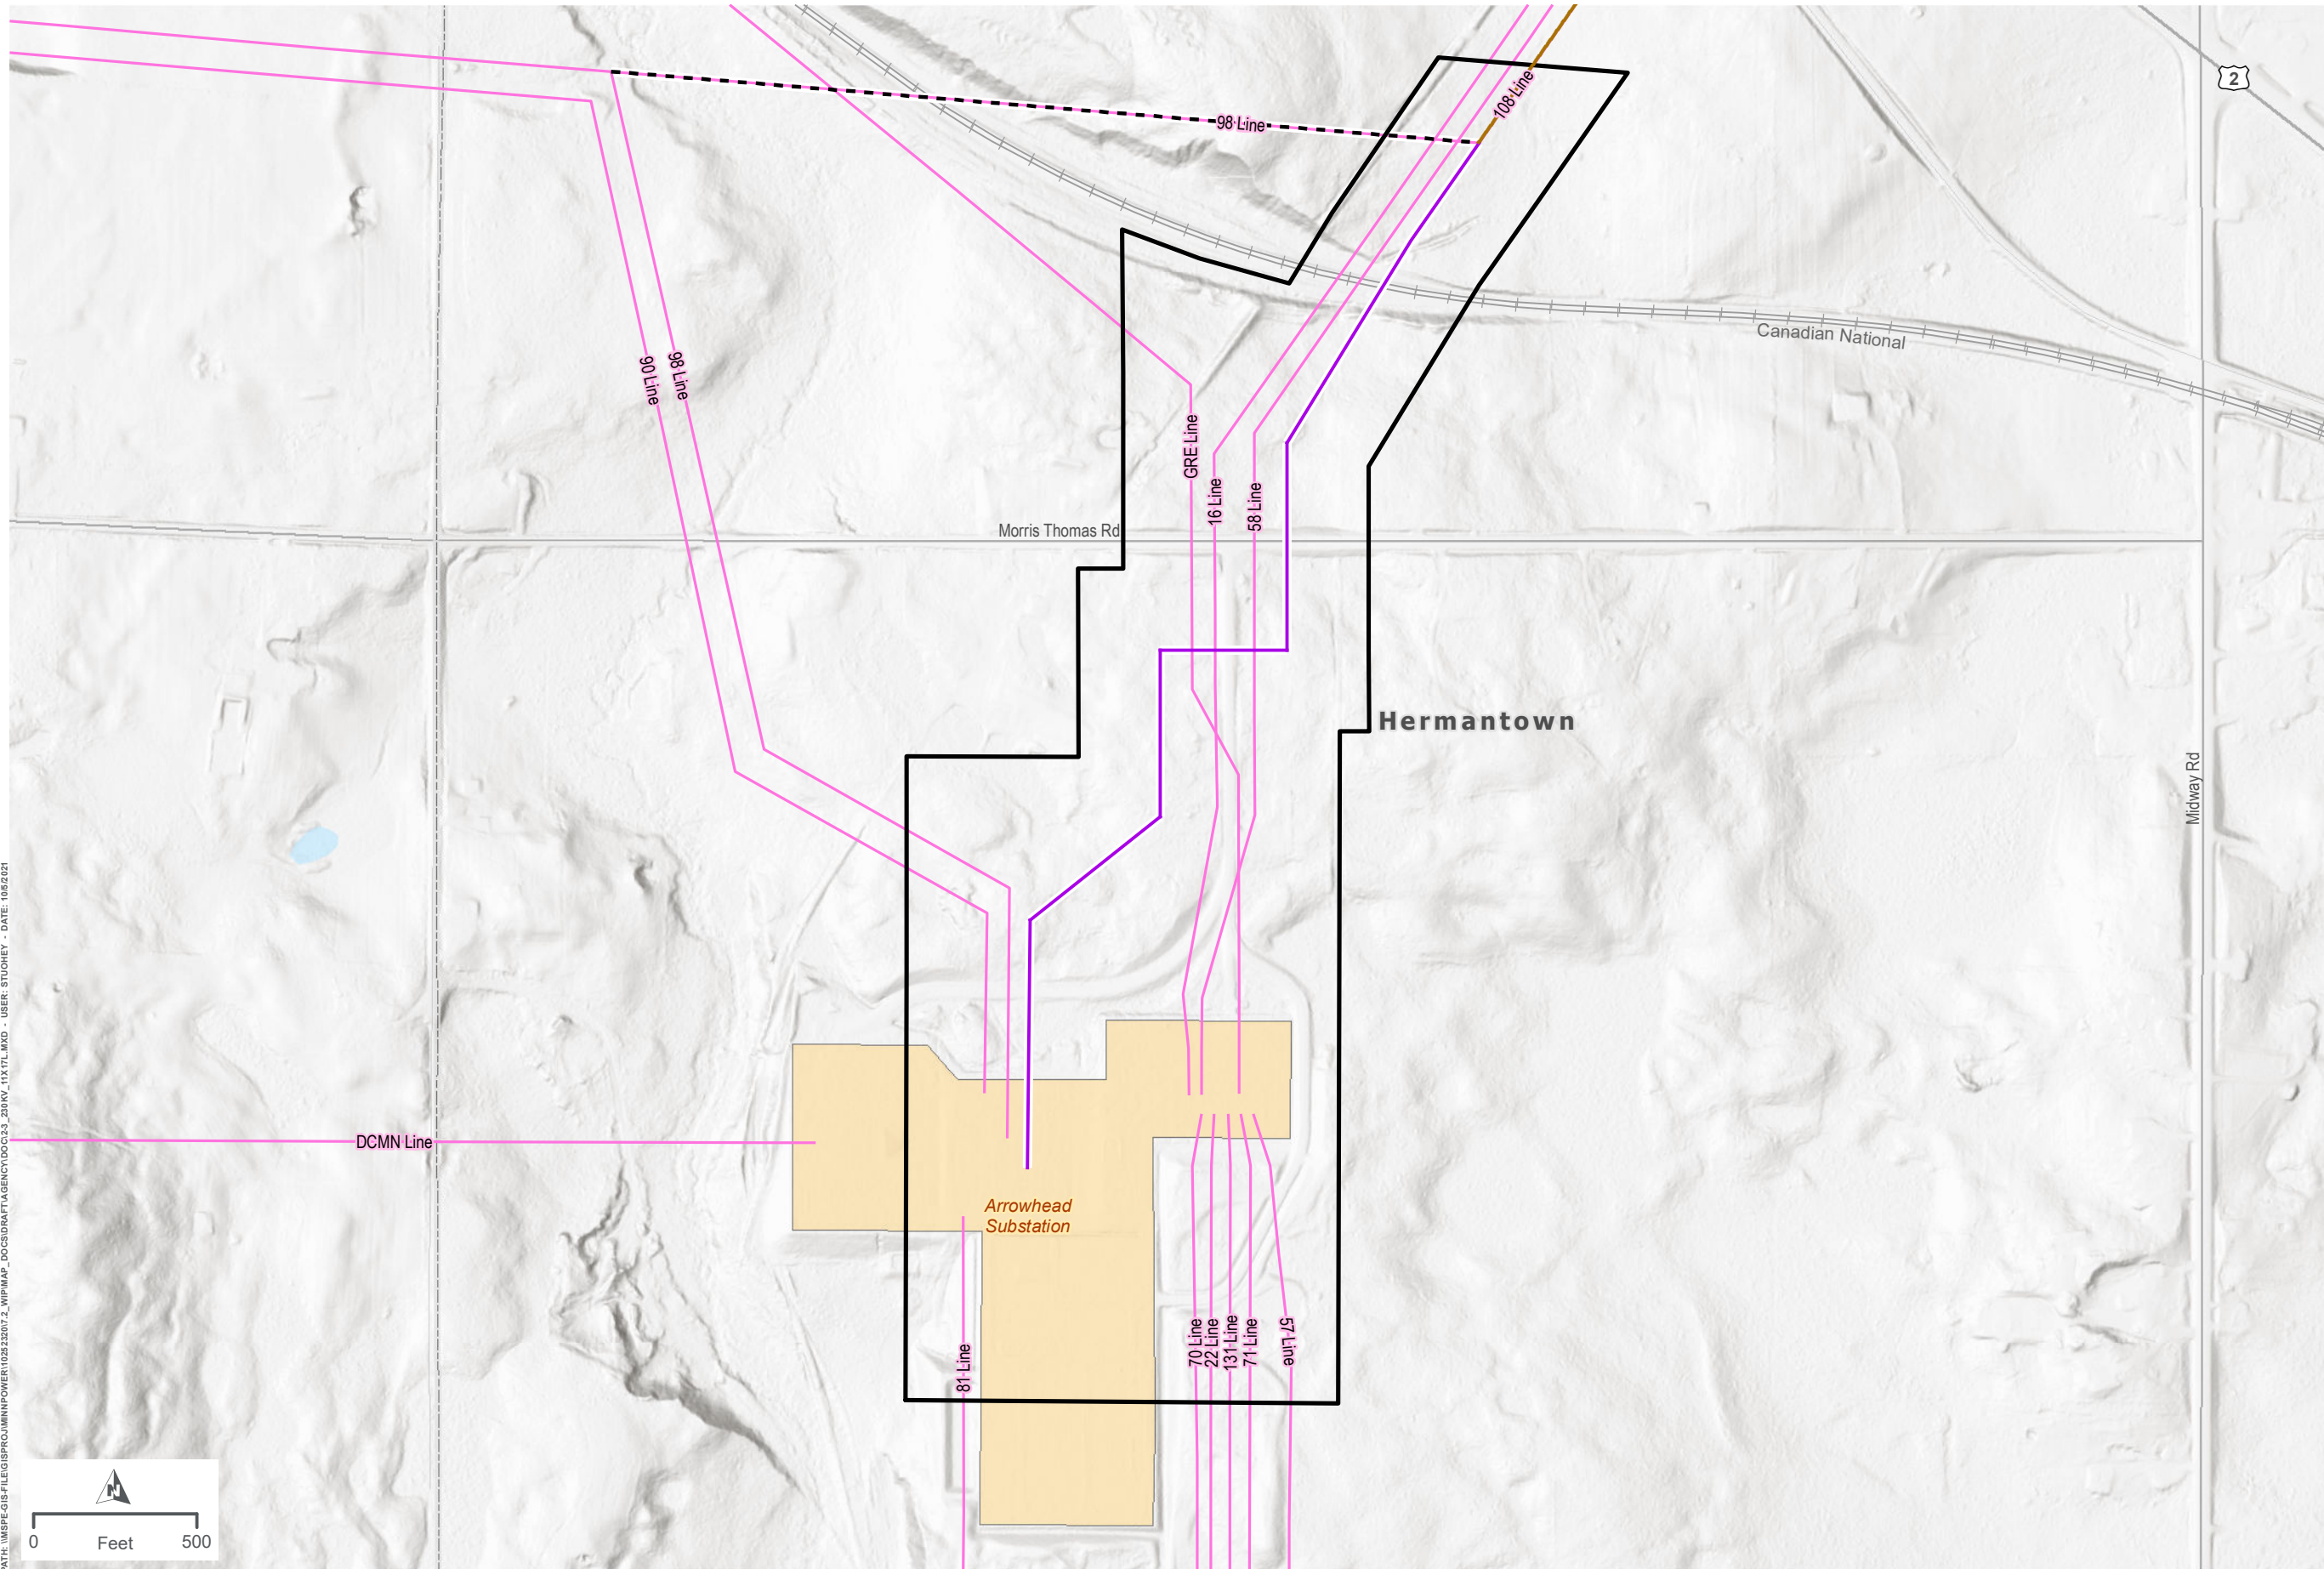 2
108 Line
98 Line
Canadian National
90 Line
98 Line
GRE Line
16 Line
58 Line
Morris Thomas Rd
Hermantown
Midway Rd
DCMN Line
Arrowhead
Substation
70 Line
22 Line
131 Line
71 Line
57 Line
81 Line
N
0 Feet 500